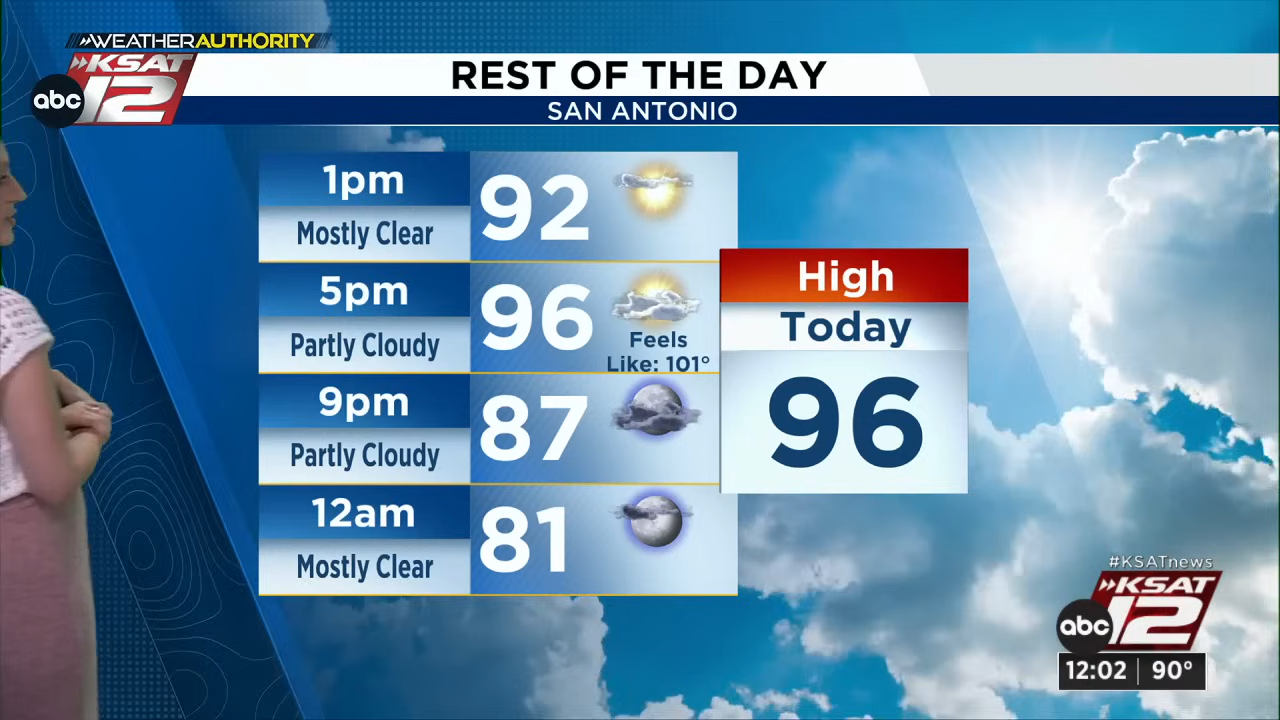 WEATHERAUTHORITY
KSAT
abc 12
REST OF THE DAY
SAN ANTONIO
1pm
Mostly Clear
92
5pm
Partly Cloudy
96
Feels
Like: 101°
9pm
Partly Cloudy
87
12am
Mostly Clear
81
High
Today
96
#KSATnews
KSAT
abc 12
12:02 | 90°